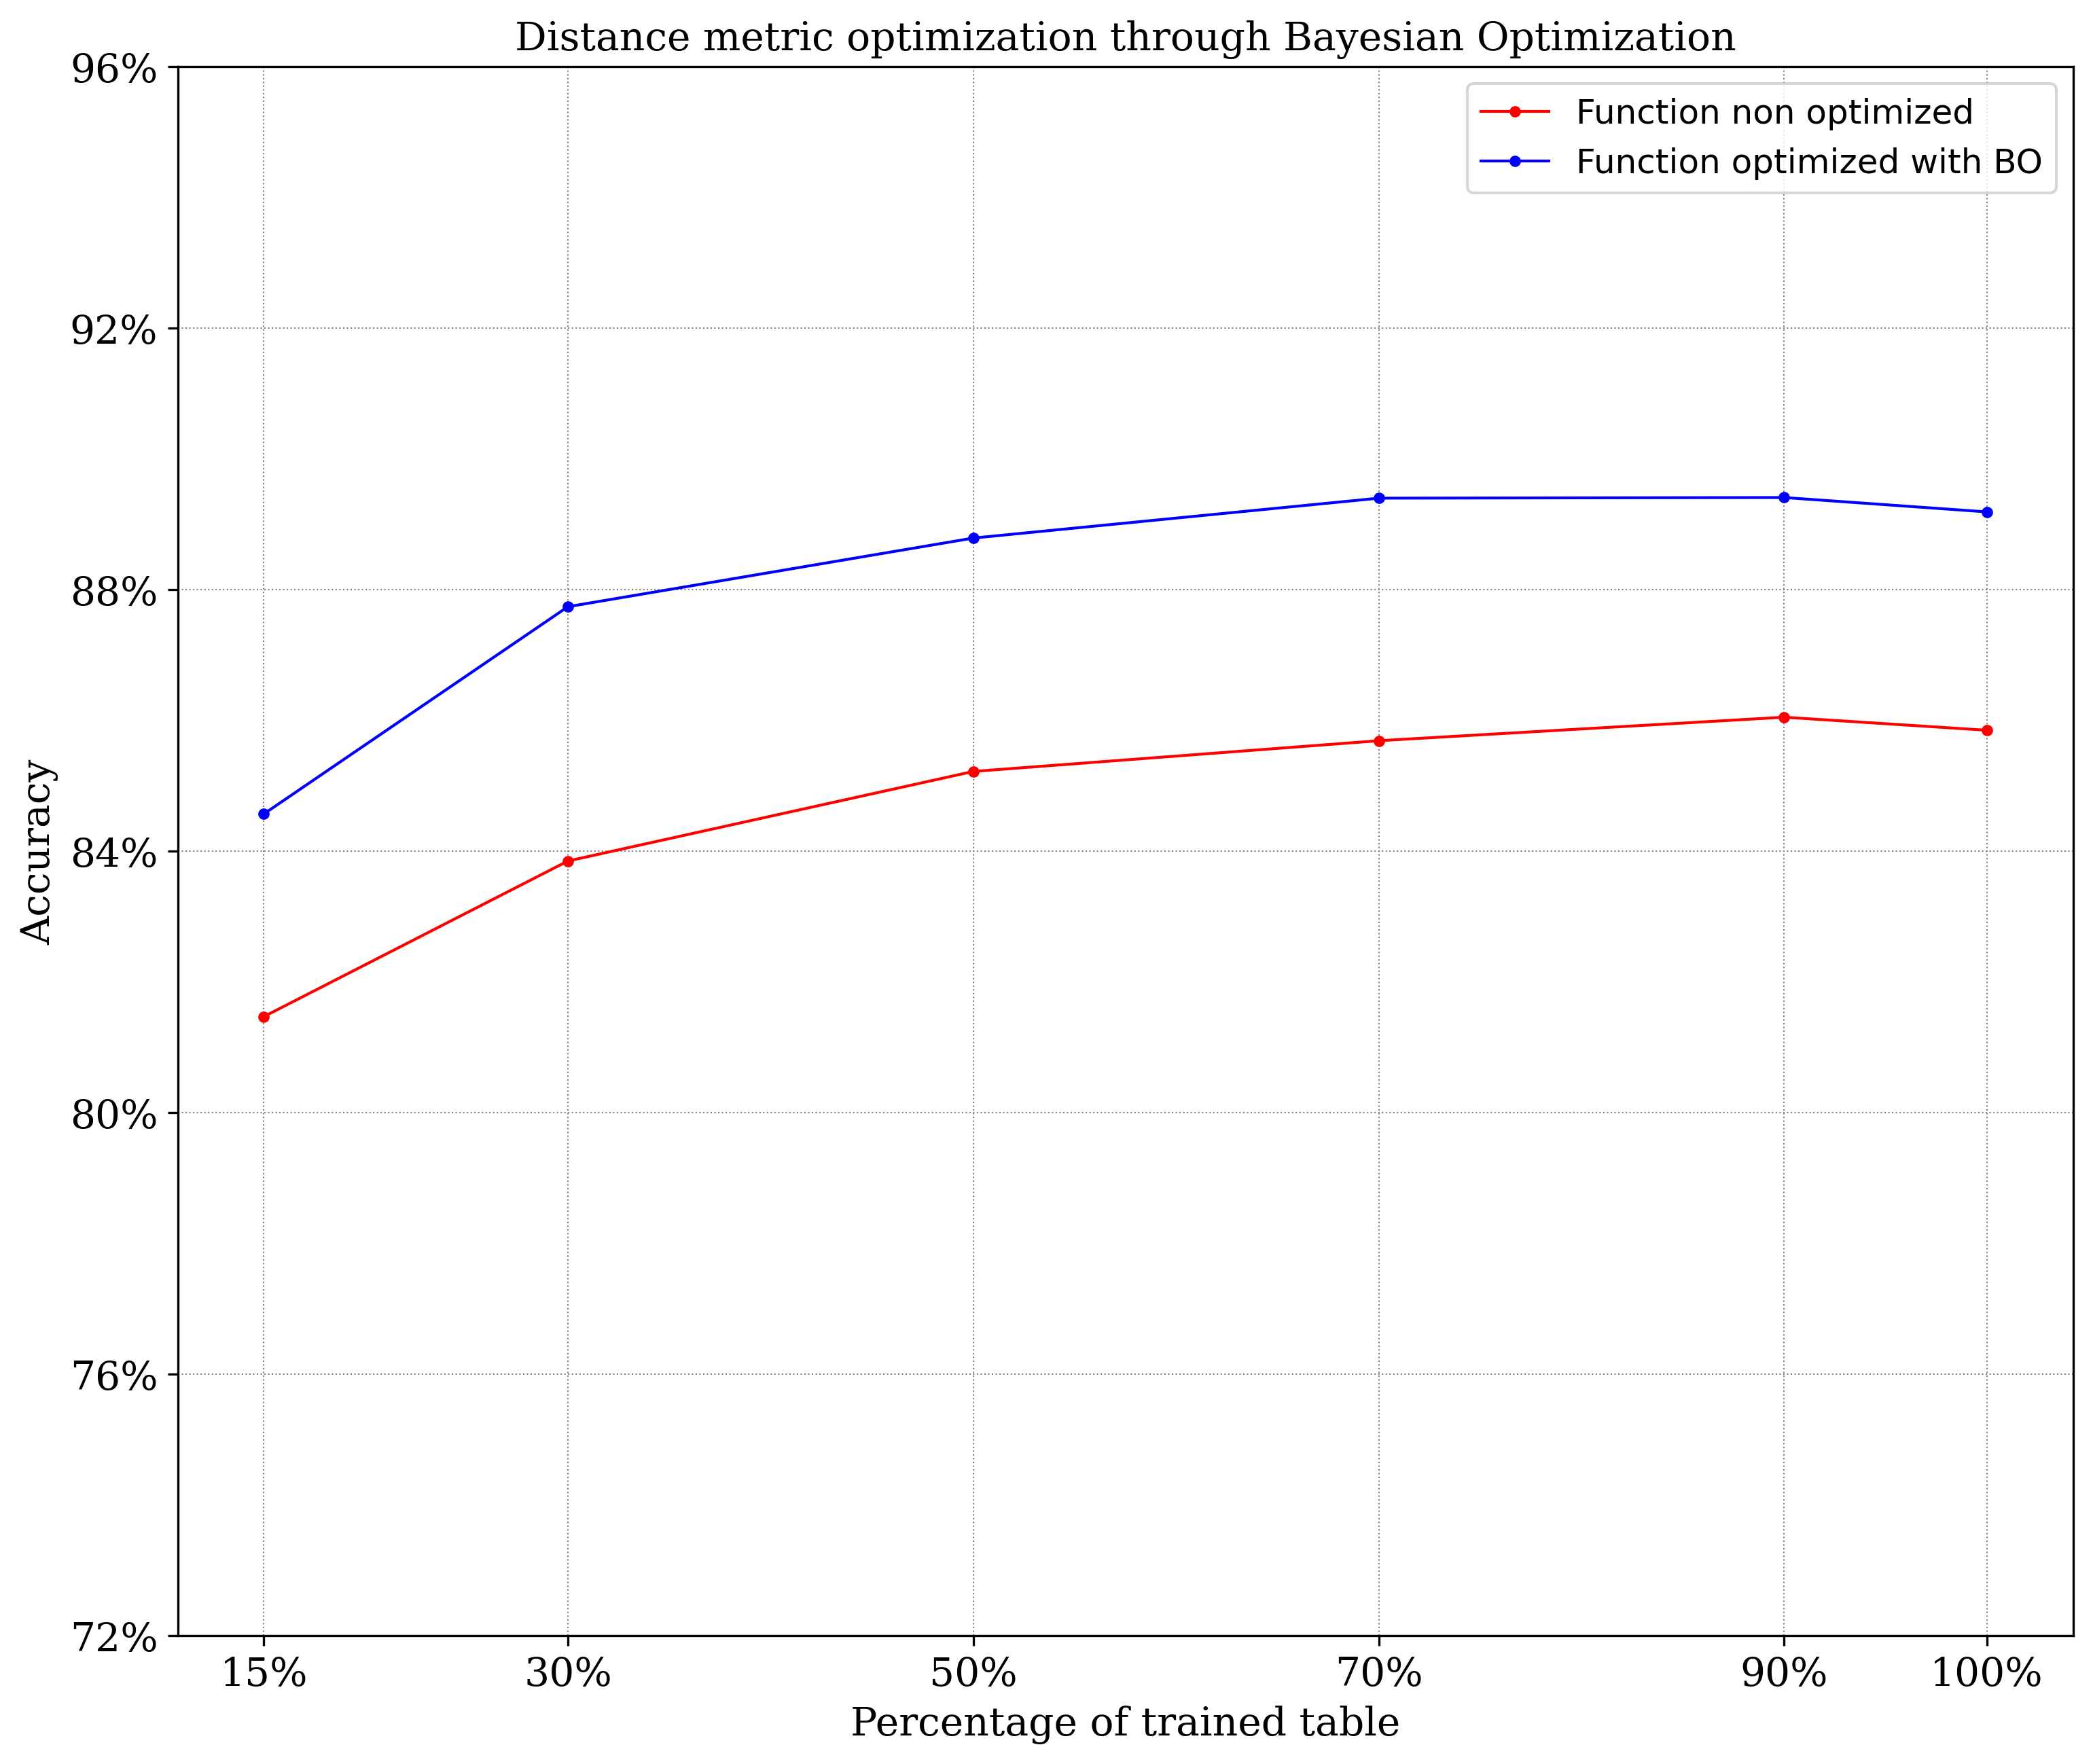 Distance metric optimization through Bayesian Optimization
96%
92%
88%
84%
80%
76%
72%
Accuracy
Function non optimized
Function optimized with BO
15% 30% 50% 70% 90% 100%
Percentage of trained table